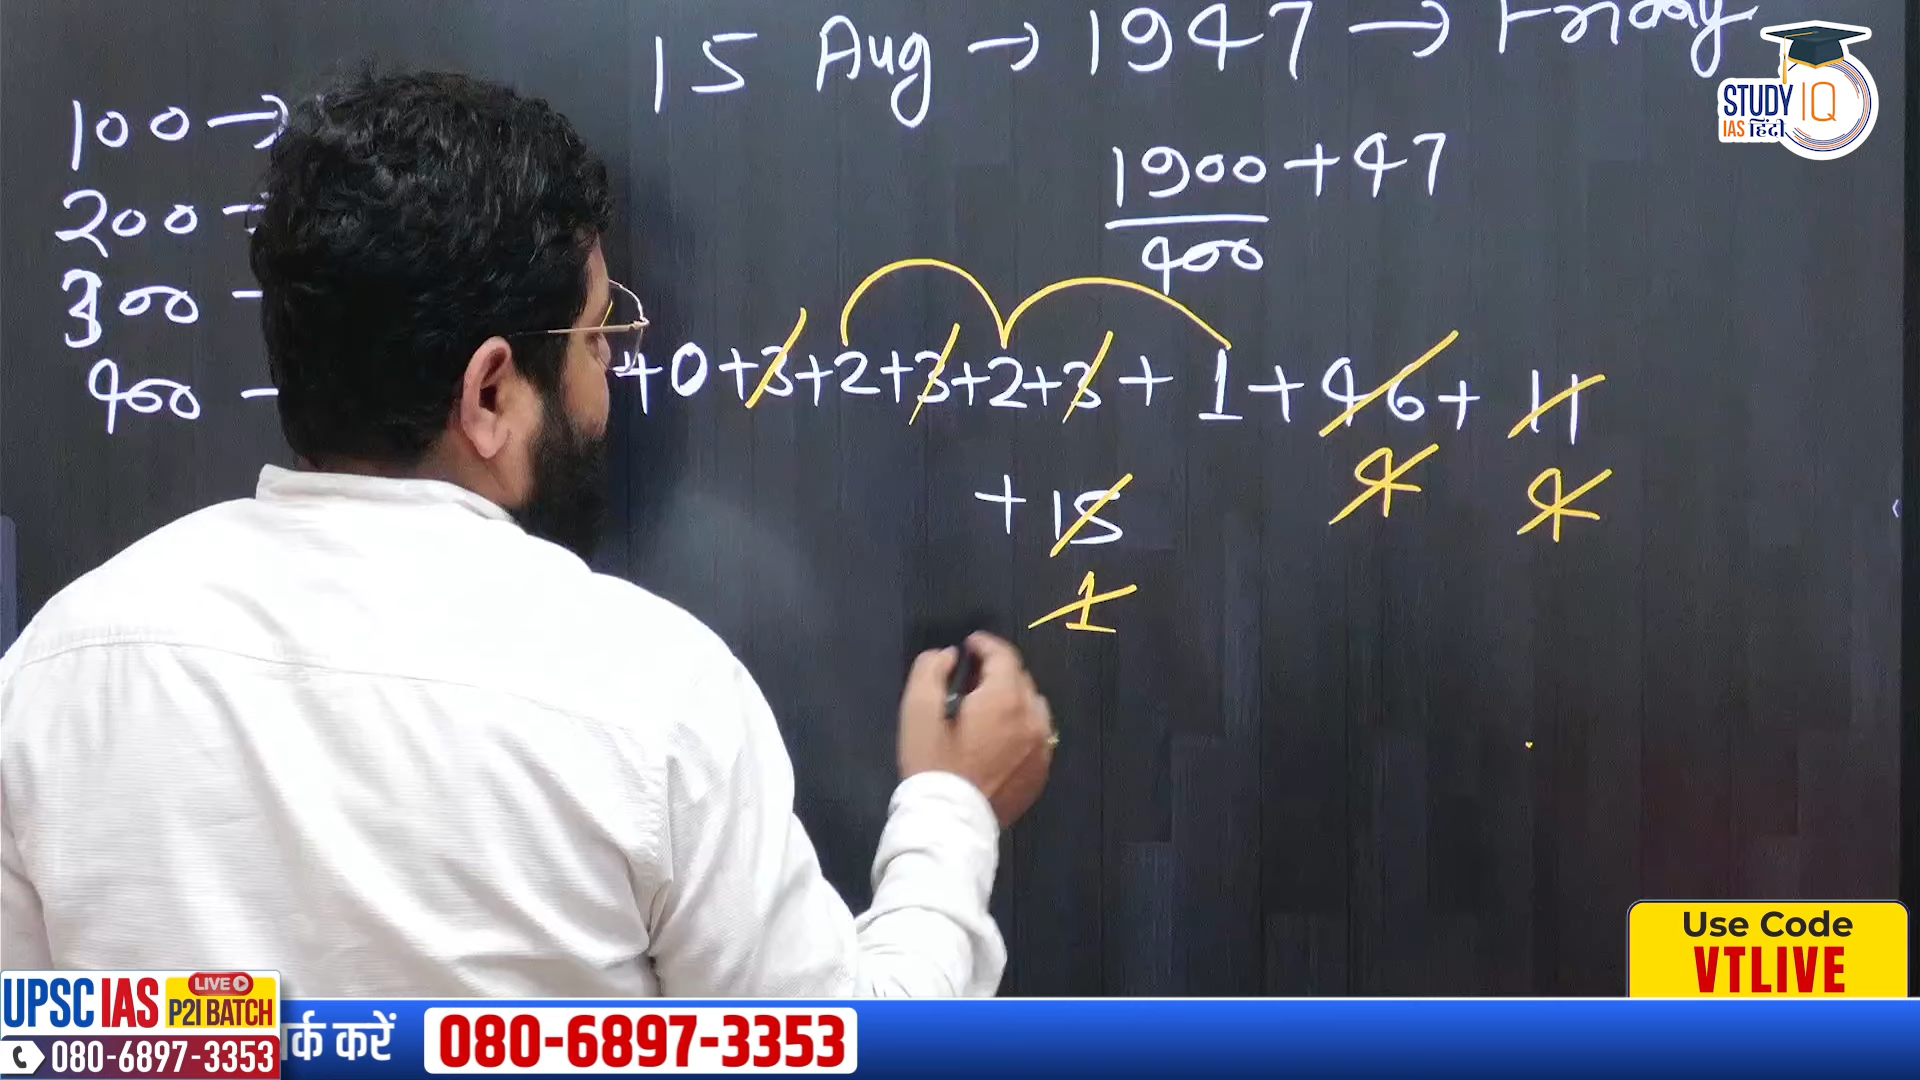 15 Aug → 1947 → Friday
STUDY IQ
IAS हिंदी
100 →
1900 + 47
400
200 →
300 -
400 -
+0+3+2+3+2+3+1+46+11
4 4
+15
1
Use Code
VTLIVE
LIVE
UPSC IAS P2I BATCH
080-6897-3353
र्क करें 080-6897-3353